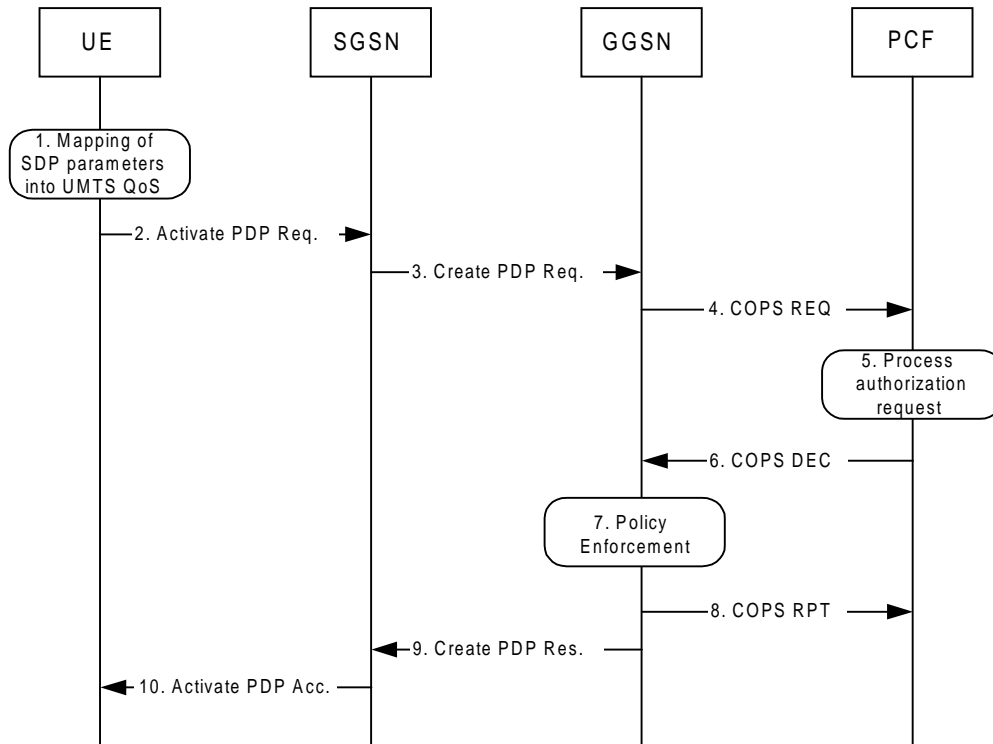 UE
SGSN
GGSN
PCF
1. Mapping of
SDP parameters
into UMTS QoS
2. Activate PDP Req.
3. Create PDP Req.
4. COPS REQ
5. Process
authorization
request
6. COPS DEC
7. Policy
Enforcement
8. COPS RPT
9. Create PDP Res.
10. Activate PDP Acc.